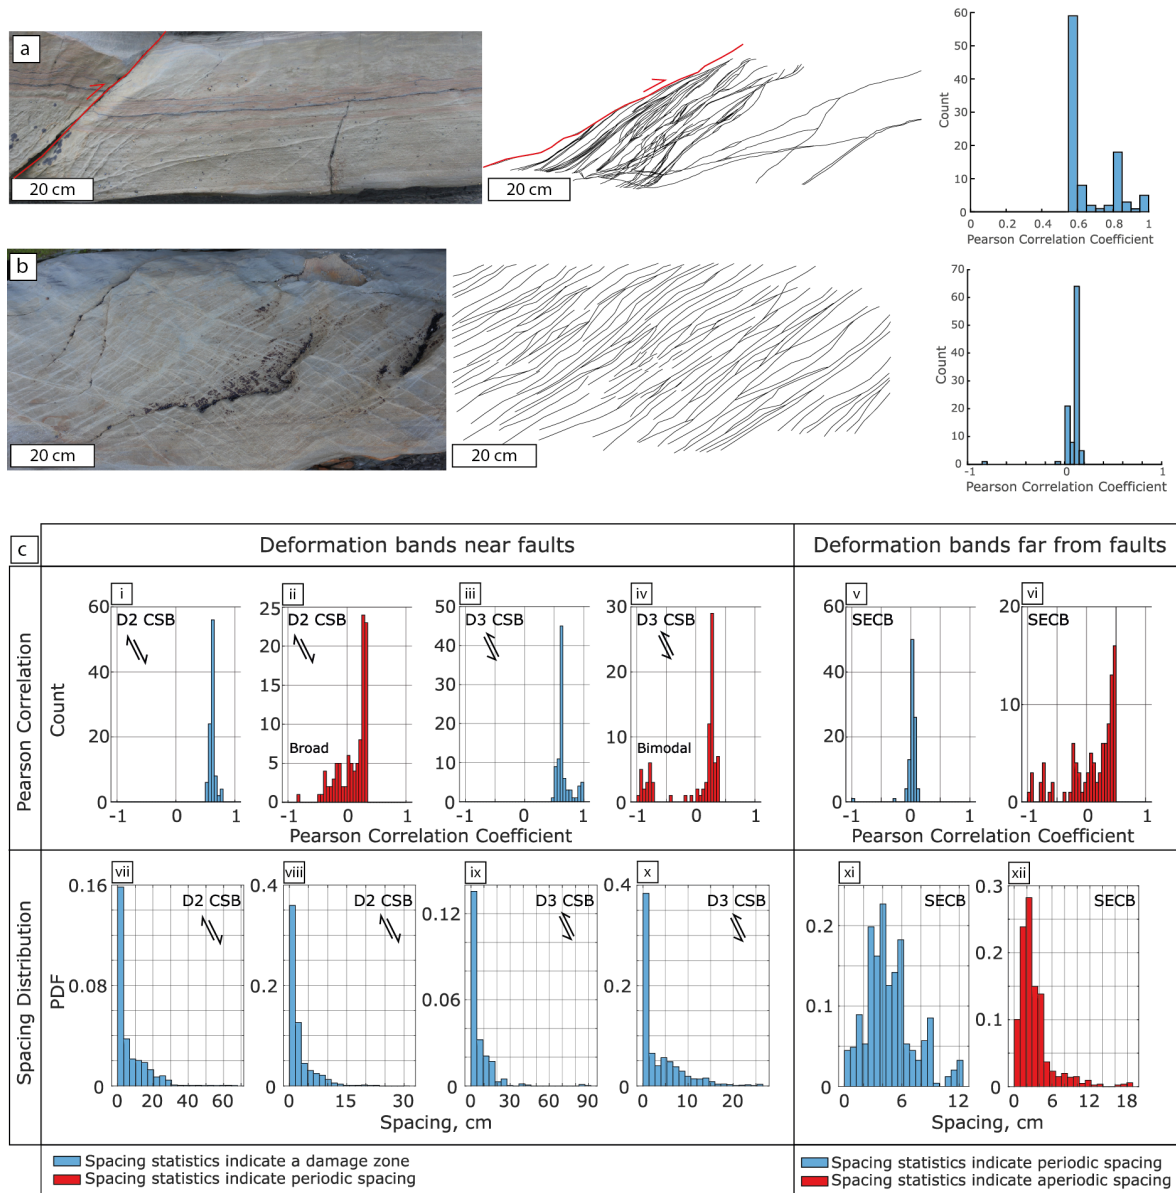 a
20 cm
20 cm
60
50
40
30
20
10
0
Count
0 0.2 0.4 0.6 0.8 1
Pearson Correlation Coefficient
b
20 cm
20 cm
70
60
50
40
30
20
10
0
Count
-1 0 1
Pearson Correlation Coefficient
c
Deformation bands near faults
Deformation bands far from faults
Pearson Correlation
Count
i
D2 CSB
60
40
20
0
-1 0 1
ii
D2 CSB
Broad
25
20
15
10
5
0
-1 0 1
iii
D3 CSB
50
40
30
20
10
0
-1 0 1
iv
D3 CSB
Bimodal
30
20
10
0
-1 0 1
Pearson Correlation Coefficient
v
SECB
60
40
20
0
-1 0 1
vi
SECB
20
10
0
-1 0 1
Pearson Correlation Coefficient
Spacing Distribution
PDF
vii
D2 CSB
0.16
0.08
0
0 20 40 60
viii
D2 CSB
0.4
0.2
0
0 15 30
ix
D3 CSB
0.12
0.06
0
0 30 60 90
x
D3 CSB
0.4
0.2
0
0 10 20
Spacing, cm
xi
SECB
0.2
0.1
0
0 6 12
xii
SECB
0.3
0.2
0.1
0
0 6 12 18
Spacing, cm
Spacing statistics indicate a damage zone
Spacing statistics indicate periodic spacing
Spacing statistics indicate periodic spacing
Spacing statistics indicate aperiodic spacing